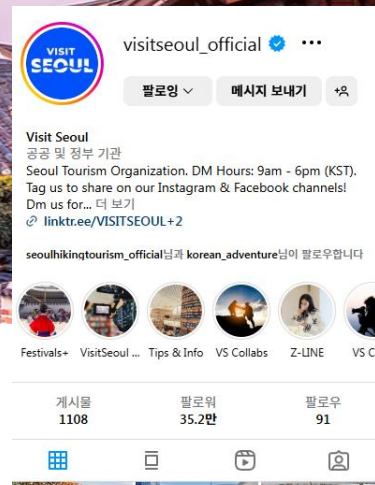 VISIT
SEOUL
visitseoul_official
팔로잉
메시지 보내기
Visit Seoul
공공 및 정부 기관
Seoul Tourism Organization. DM Hours: 9am - 6pm (KST).
Tag us to share on our Instagram & Facebook channels!
Dm us for... 더 보기
linktr.ee/VISITSEOUL+2
seoulhikingtourism_official님과 korean_adventure님이 팔로우합니다
Festivals+ VisitSeoul ... Tips & Info VS Collabs Z-LINE VS C
게시물 팔로워 팔로우
1108 35.2만 91